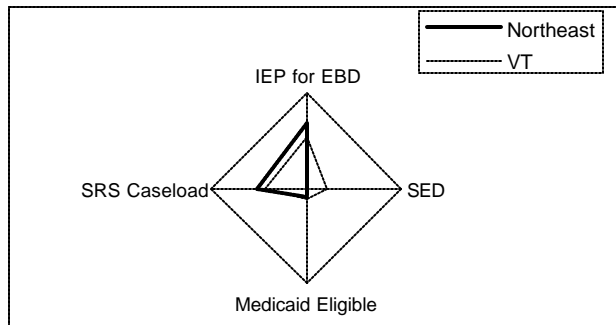 Northeast
VT
IEP for EBD
SRS Caseload
SED
Medicaid Eligible